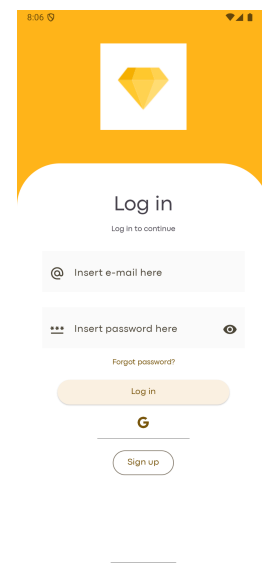 8:06
Log in
Log in to continue
Insert e-mail here
Insert password here
Forgot password?
Log in
G
Sign up